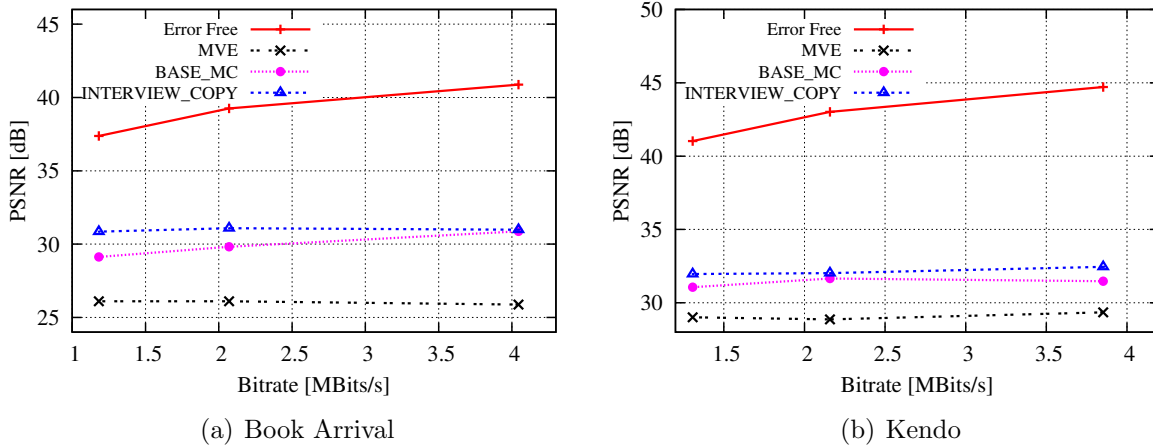 Error Free
MVE
BASE_MC
INTERVIEW_COPY
PSNR [dB]
45
40
35
30
25
1 1.5 2 2.5 3 3.5 4
Bitrate [MBits/s]
(a) Book Arrival
Error Free
MVE
BASE_MC
INTERVIEW_COPY
PSNR [dB]
50
45
40
35
30
1.5 2 2.5 3 3.5 4
Bitrate [MBits/s]
(b) Kendo